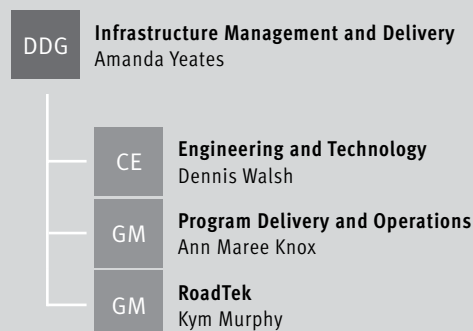 DDG
Infrastructure Management and Delivery
Amanda Yeates
CE
Engineering and Technology
Dennis Walsh
GM
Program Delivery and Operations
Ann Maree Knox
GM
RoadTek
Kym Murphy